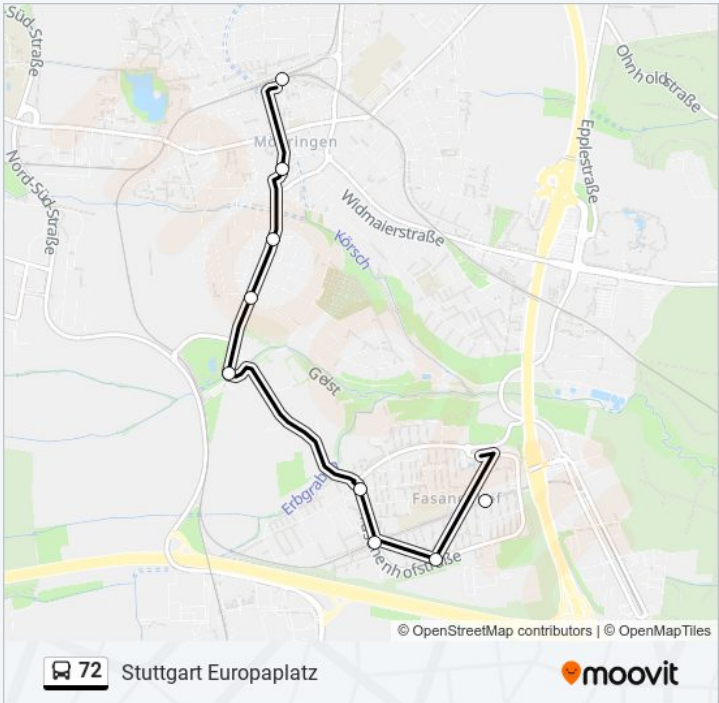 Süd-Straße
Ohnholdstraße
Epplestraße
Möhringen
Nord-Süd-Straße
Widmaierstraße
Körsch
Geist
Fasanenhof
Erbgraben
© OpenStreetMap contributors | © OpenMapTiles
72 Stuttgart Europaplatz
moovit